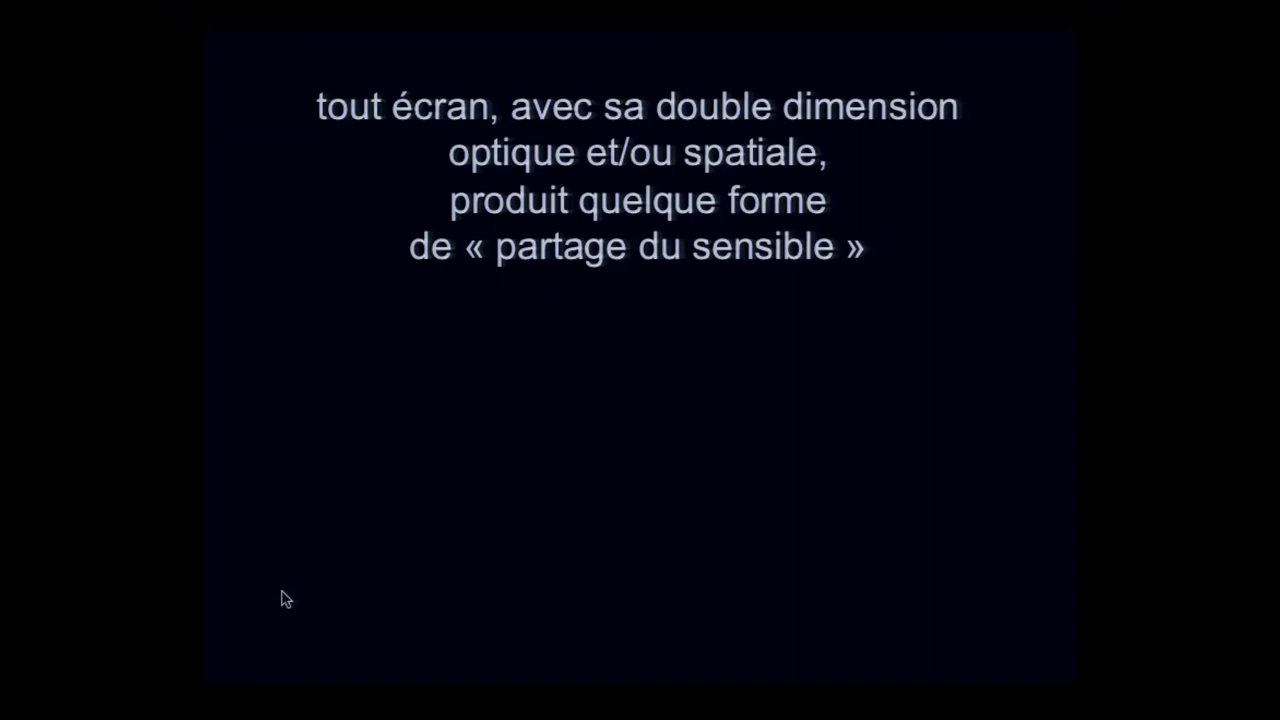 tout écran, avec sa double dimension
optique et/ou spatiale,
produit quelque forme
de « partage du sensible »